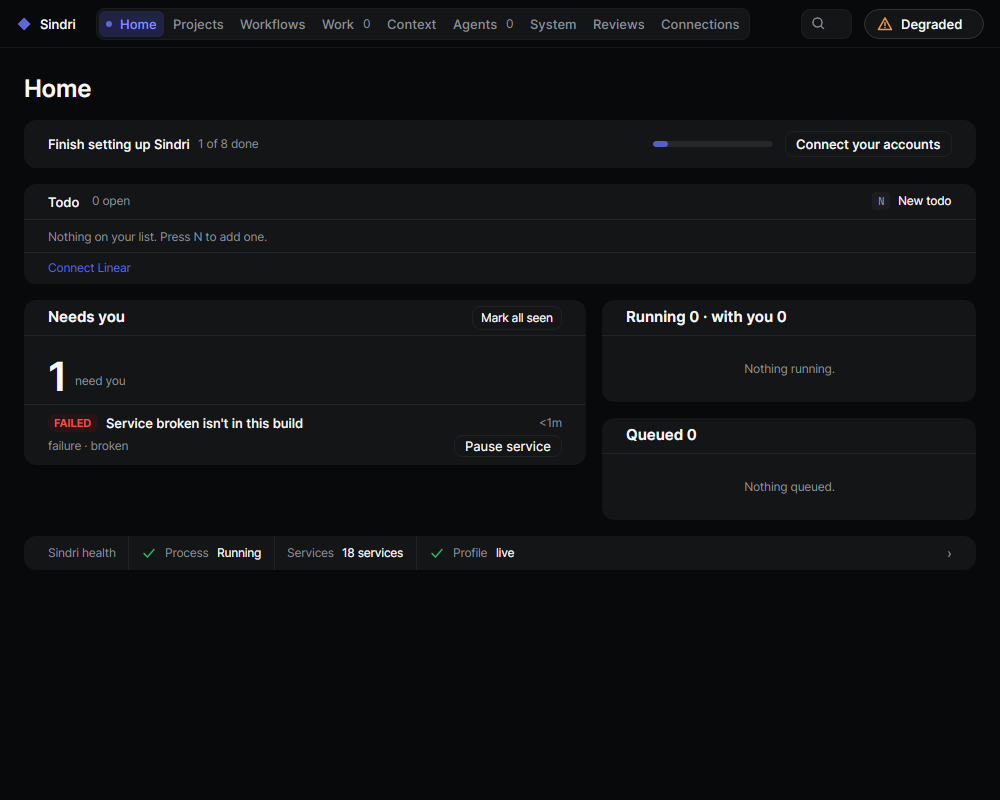 Sindri Home Projects Workflows Work 0 Context Agents 0 System Reviews Connections Degraded
Home
Finish setting up Sindri 1 of 8 done Connect your accounts
Todo 0 open N New todo
Nothing on your list. Press N to add one.
Connect Linear
Needs you Mark all seen
1 need you
FAILED Service broken isn't in this build <1m
failure · broken Pause service
Running 0 · with you 0
Nothing running.
Queued 0
Nothing queued.
Sindri health Process Running Services 18 services Profile live ›